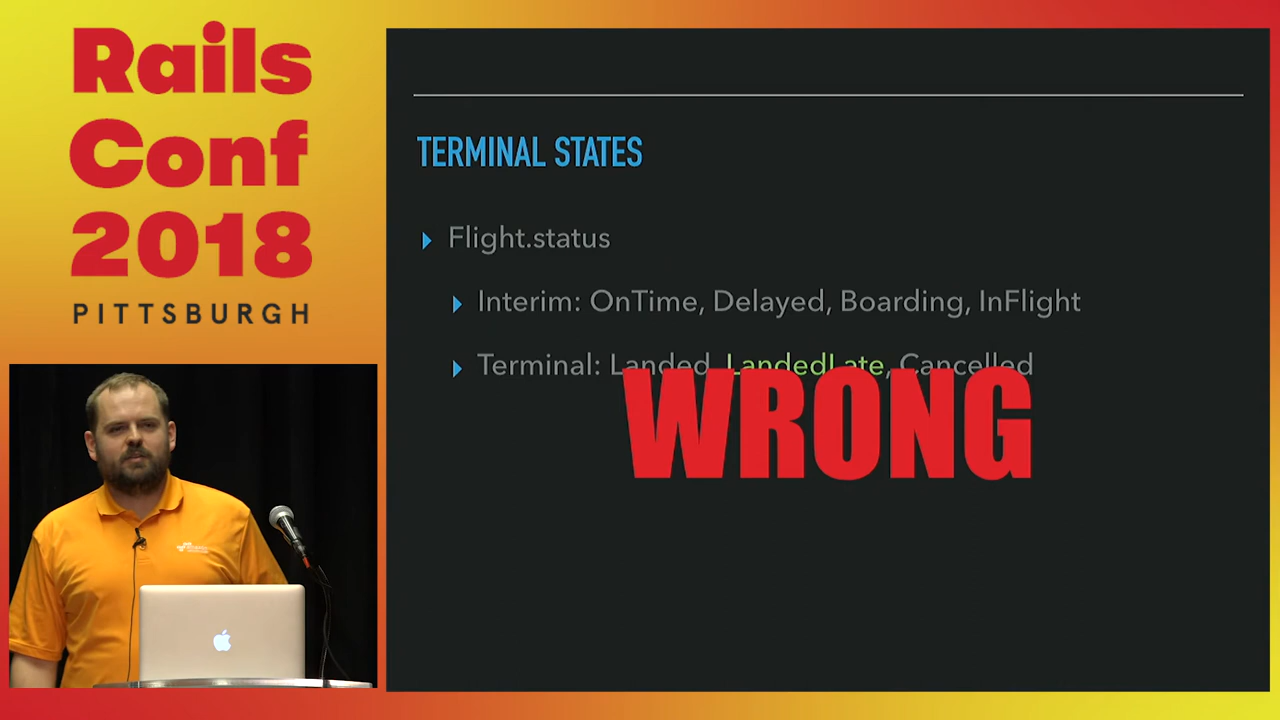 Rails
Conf
2018
PITTSBURGH
TERMINAL STATES
Flight.status
Interim: OnTime, Delayed, Boarding, InFlight
Terminal: Landed, LandedLate, Cancelled
WRONG